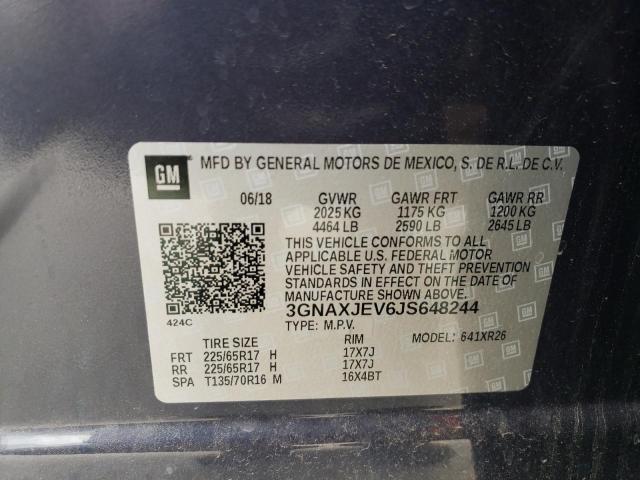 GM MFD BY GENERAL MOTORS DE MEXICO, S. DE R.L. DE C.V.
06/18 GVWR GAWR FRT GAWR RR
2025 KG 1175 KG 1200 KG
4464 LB 2590 LB 2645 LB
THIS VEHICLE CONFORMS TO ALL
APPLICABLE U.S. FEDERAL MOTOR
VEHICLE SAFETY AND THEFT PREVENTION
STANDARDS IN EFFECT ON THE DATE OF
MANUFACTURE SHOWN ABOVE.
424C 3GNAXJEV6JS648244
TYPE: M.P.V. MODEL: 641XR26
TIRE SIZE RIM
FRT 225/65R17 H 17X7J
RR 225/65R17 H 17X7J
SPA T135/70R16 M 16X4BT